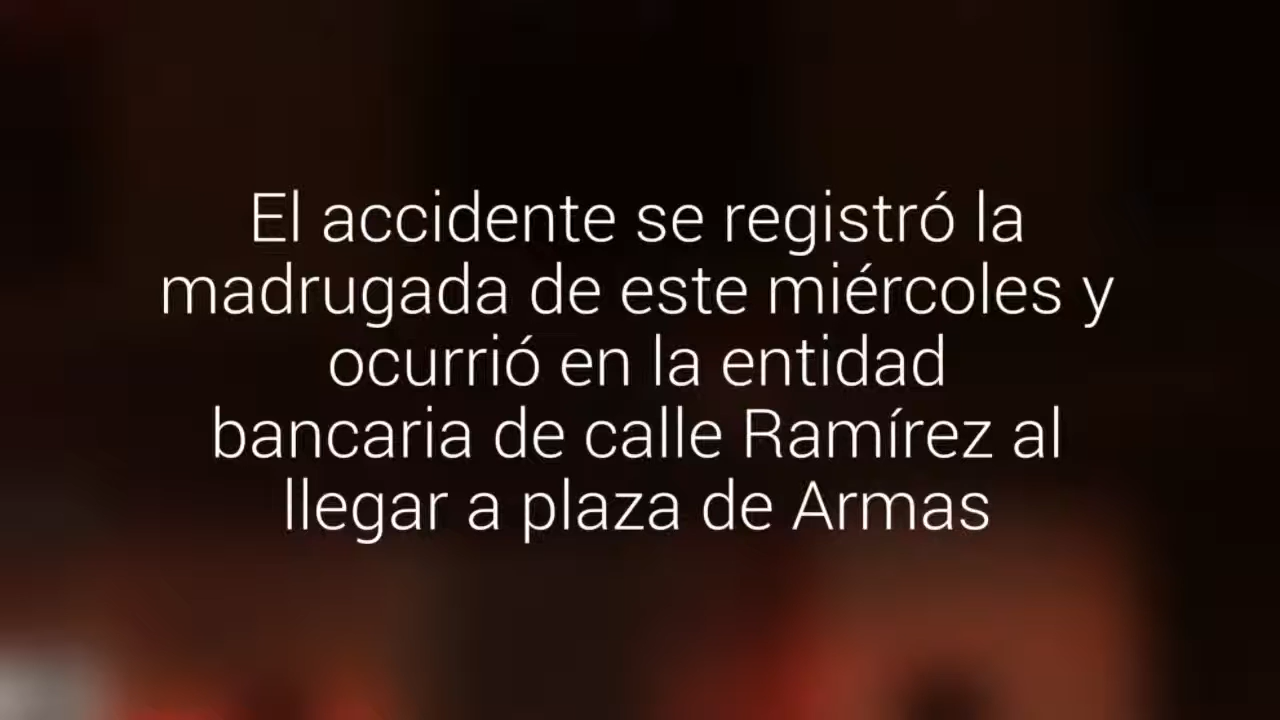 El accidente se registró la
madrugada de este miércoles y
ocurrió en la entidad
bancaria de calle Ramírez al
llegar a plaza de Armas